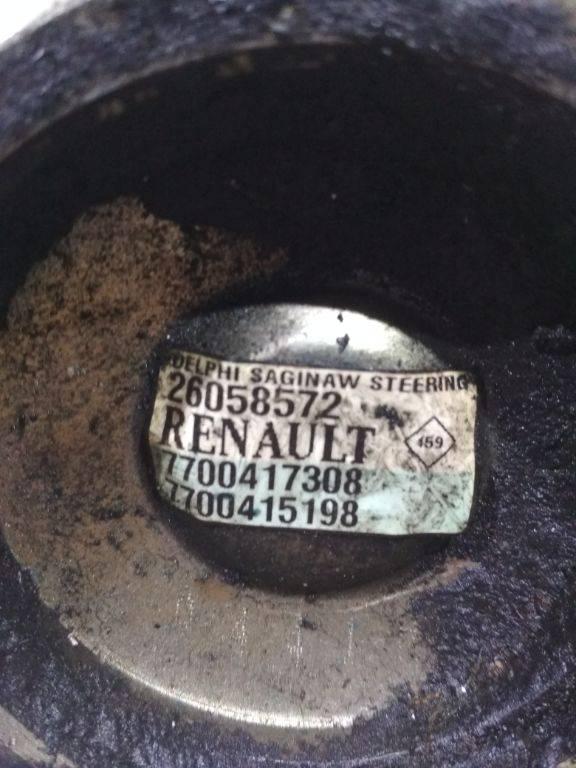 DELPHI SAGINAW STEERING
26058572
RENAULT
459
7700417308
7700415198